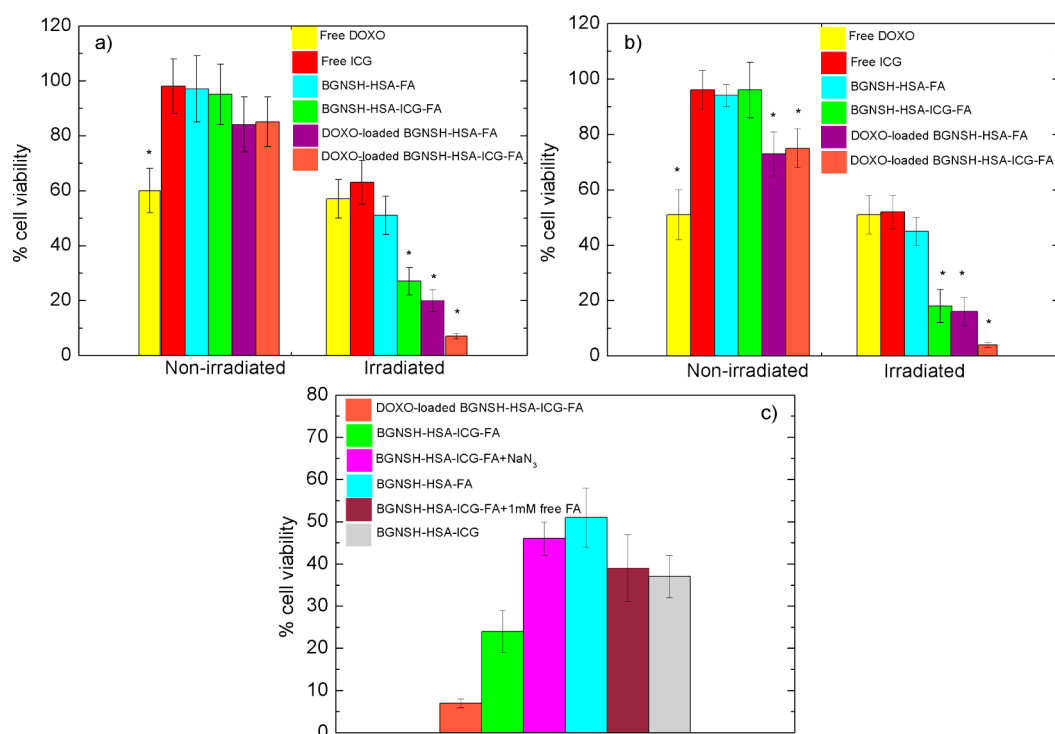 a)
% cell viability
120
100
80
60
40
20
0
Free DOXO
Free ICG
BGNSH-HSA-FA
BGNSH-HSA-ICG-FA
DOXO-loaded BGNSH-HSA-FA
DOXO-loaded BGNSH-HSA-ICG-FA
*
*
*
*
Non-irradiated
Irradiated
b)
% cell viability
120
100
80
60
40
20
0
Free DOXO
Free ICG
BGNSH-HSA-FA
BGNSH-HSA-ICG-FA
DOXO-loaded BGNSH-HSA-FA
DOXO-loaded BGNSH-HSA-ICG-FA
*
*
*
*
*
*
Non-irradiated
Irradiated
c)
% cell viability
80
70
60
50
40
30
20
10
0
DOXO-loaded BGNSH-HSA-ICG-FA
BGNSH-HSA-ICG-FA
BGNSH-HSA-ICG-FA+NaN₃
BGNSH-HSA-FA
BGNSH-HSA-ICG-FA+1mM free FA
BGNSH-HSA-ICG